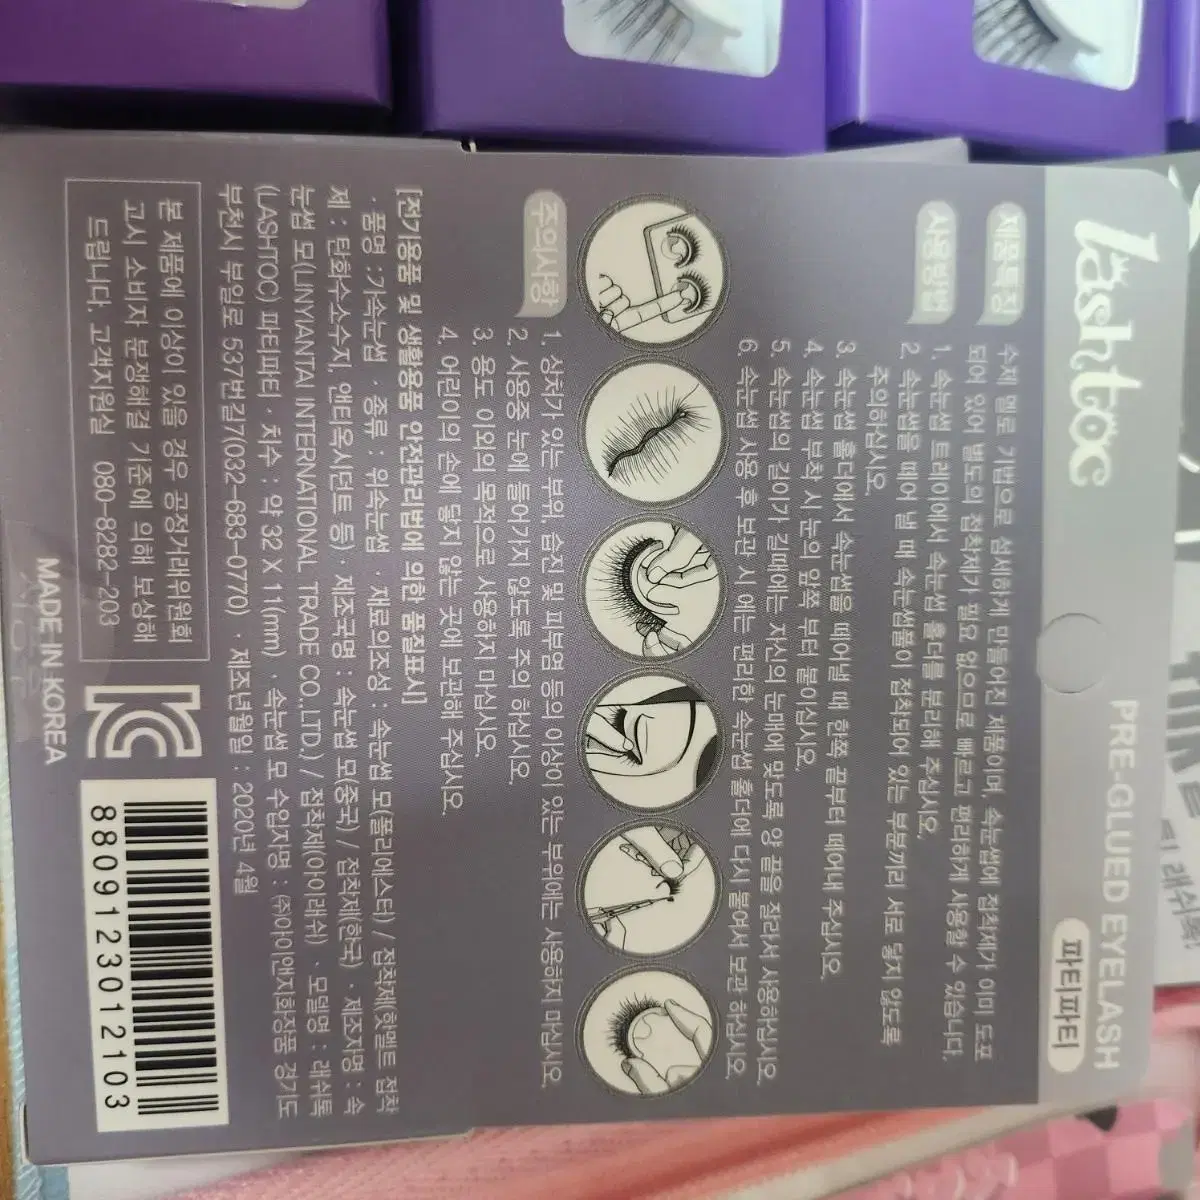 Lashtoc
PRE-GLUED EYELASH
파티파티
제품특징
수제 멜로 기법으로 섬세하게 만들어진 제품이며, 속눈썹에 접착제가 이미 도포
되어 있어 별도의 접착제가 필요 없으므로 빠르고 편리하게 사용할 수 있습니다.
사용방법
1. 속눈썹 트레이에서 속눈썹 홀더를 분리해 주십시오.
2. 속눈썹을 떼어 낼 때 속눈썹풀이 접착되어 있는 부분끼리 서로 닿지 않도록
주의하십시오.
3. 속눈썹 홀더에서 속눈썹을 떼어낼 때 한쪽 끝부터 떼어내 주십시오.
4. 속눈썹 부착 시 눈의 앞쪽 부터 붙이십시오.
5. 속눈썹의 길이가 길때에는 자신의 눈매에 맞도록 양 끝을 잘라서 사용하십시오.
6. 속눈썹 사용 후 보관 시 에는 편리한 속눈썹 홀더에 다시 붙여서 보관 하십시오.
주의사항
1. 상처가 있는 부위, 습진 및 피부염 등의 이상이 있는 부위에는 사용하지 마십시오.
2. 사용중 눈에 들어가지 않도록 주의 하십시오.
3. 용도 이외의 목적으로 사용하지 마십시오.
4. 어린이의 손에 닿지 않는 곳에 보관해 주십시오.
[전기용품 및 생활용품 안전관리법에 의한 품질표시]
· 품명 : 가속눈썹 · 종류 : 위속눈썹 · 재료의조성 : 속눈썹 모(폴리에스터) / 접착제(핫멜트 접착
제 : 탄화수소수지, 앤티옥시던트 등) · 제조국명 : 속눈썹 모(중국) / 접착제(한국) · 제조자명 : 속
눈썹 모(LINYIANTAI INTERNATIONAL TRADE CO.,LTD.) / 접착제(아이래쉬) · 모델명 : 래쉬톡
(LASHTOC) 파티파티 · 치수 : 약 32 X 11(mm) · 속눈썹 모 수입자명 : (주)이앤지화장품 경기도
부천시 부일로 537번길7(032-683-0770) · 제조년월일 : 2020년 4월
본 제품에 이상이 있을 경우 공정거래위원회
고시 소비자 분쟁해결 기준에 의해 보상해
드립니다. 고객지원실 080-8282-203
MADE IN KOREA
8809123012103